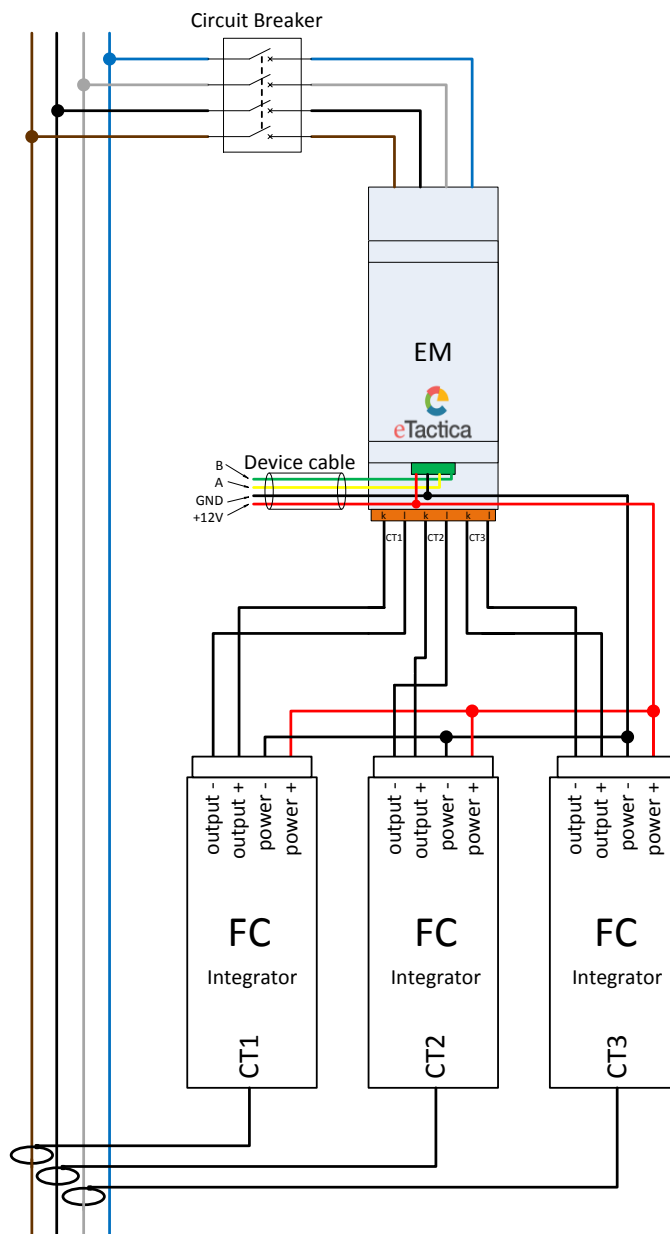 Circuit Breaker
EM
eTactica
B
A
GND
+12V
Device cable
k l k l k l
CT1 CT2 CT3
output -
output +
power -
power +
FC
Integrator
CT1
output -
output +
power -
power +
FC
Integrator
CT2
output -
output +
power -
power +
FC
Integrator
CT3